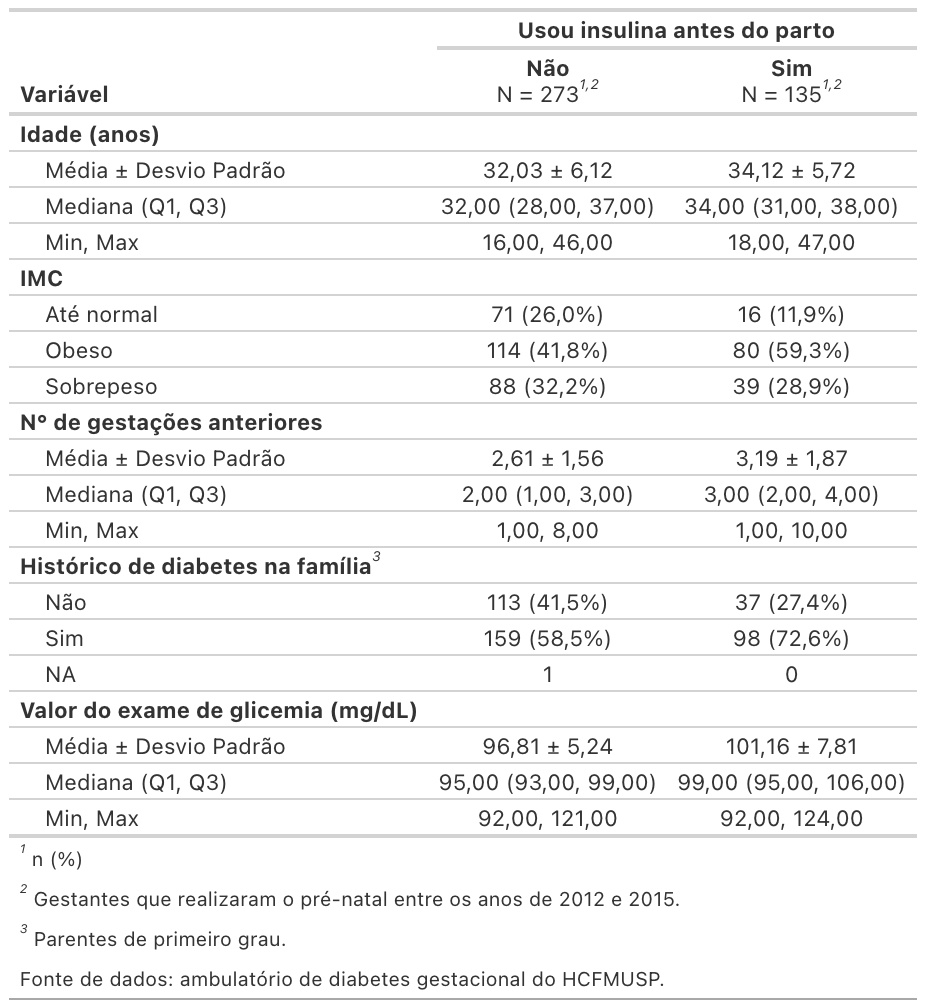 Usou insulina antes do parto
Não Sim
Variável N = 273 1,2 N = 135 1,2
Idade (anos)
Média ± Desvio Padrão 32,03 ± 6,12 34,12 ± 5,72
Mediana (Q1, Q3) 32,00 (28,00, 37,00) 34,00 (31,00, 38,00)
Min, Max 16,00, 46,00 18,00, 47,00
IMC
Até normal 71 (26,0%) 16 (11,9%)
Obeso 114 (41,8%) 80 (59,3%)
Sobrepeso 88 (32,2%) 39 (28,9%)
Nº de gestações anteriores
Média ± Desvio Padrão 2,61 ± 1,56 3,19 ± 1,87
Mediana (Q1, Q3) 2,00 (1,00, 3,00) 3,00 (2,00, 4,00)
Min, Max 1,00, 8,00 1,00, 10,00
Histórico de diabetes na família 3
Não 113 (41,5%) 37 (27,4%)
Sim 159 (58,5%) 98 (72,6%)
NA 1 0
Valor do exame de glicemia (mg/dL)
Média ± Desvio Padrão 96,81 ± 5,24 101,16 ± 7,81
Mediana (Q1, Q3) 95,00 (93,00, 99,00) 99,00 (95,00, 106,00)
Min, Max 92,00, 121,00 92,00, 124,00
1 n (%)
2 Gestantes que realizaram o pré-natal entre os anos de 2012 e 2015.
3 Parentes de primeiro grau.
Fonte de dados: ambulatório de diabetes gestacional do HCFMUSP.